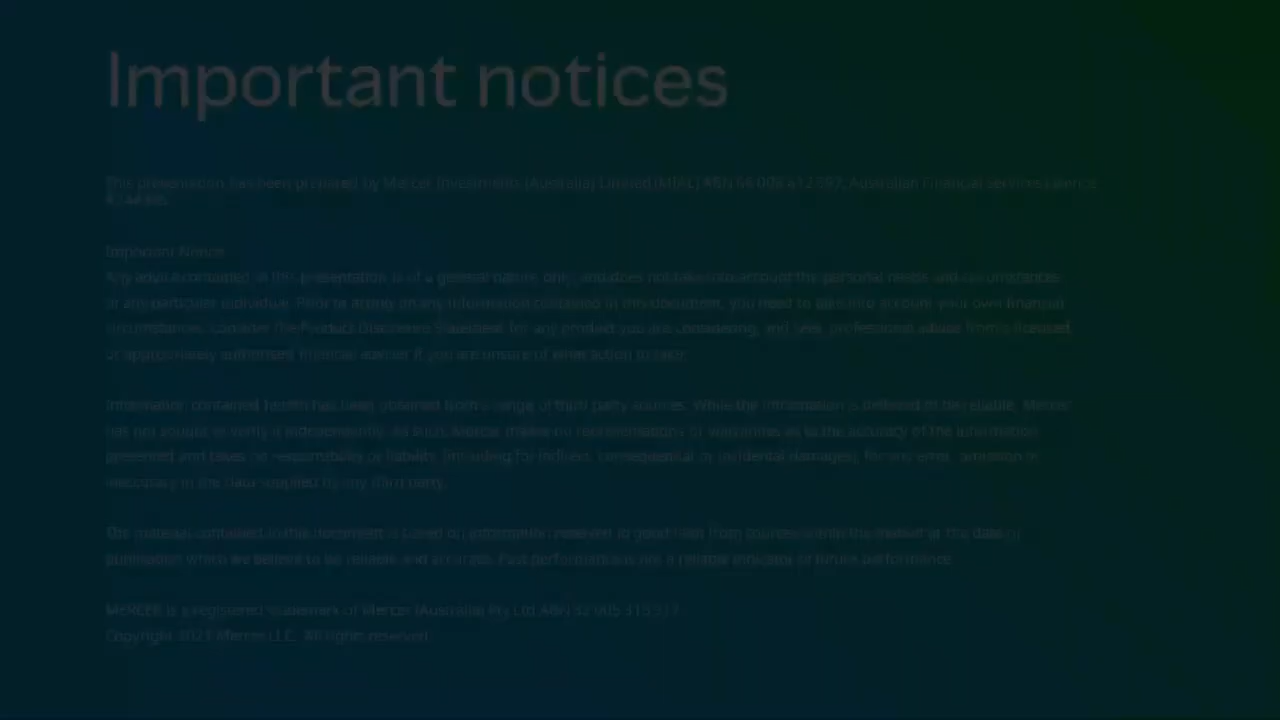 Important notices
This presentation has been prepared by Mercer Investments (Australia) Limited (MIAL) ABN 66 008 612 397, Australian Financial Services Licence
Important Notice
Any advice contained in this presentation is of a general nature only, and does not take into account the personal needs and circumstances
of any particular individual. Prior to acting on any information contained in this document, you need to take into account your own financial
circumstances, consider the Product Disclosure Statement for any product you are considering, and seek professional advice from a licensed,
or appropriately authorised financial adviser if you are unsure of what action to take.
Information contained herein has been obtained from a range of third party sources. While the information is believed to be reliable, Mercer
has not sought to verify it independently. As such, Mercer makes no representations or warranties as to the accuracy of the information
presented and takes no responsibility or liability (including for indirect, consequential or incidental damages), for any error, omission or
inaccuracy in the data supplied by any third party.
The material contained in this document is based on information received in good faith from sources within the market at the date of
publication which we believe to be reliable and accurate. Past performance is not a reliable indicator of future performance.
MERCER is a registered trademark of Mercer (Australia) Pty Ltd ABN 32 005 315 917.
Copyright 2021 Mercer LLC. All rights reserved.